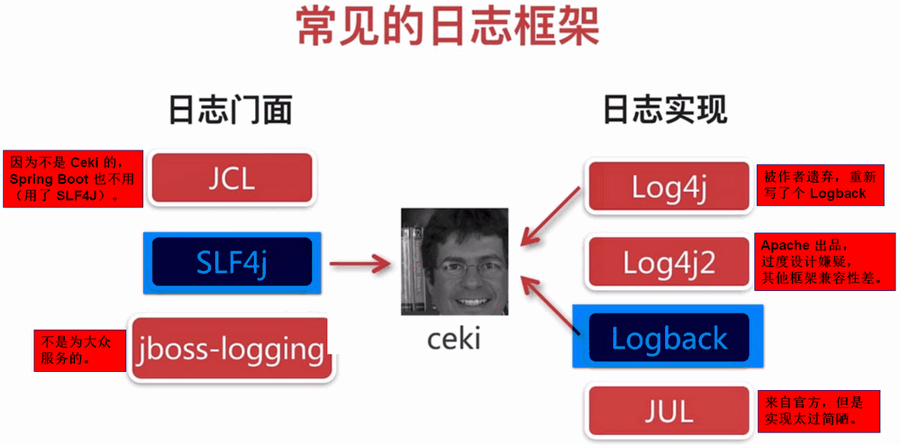 常见的日志框架
日志门面
日志实现
因为不是 Ceki 的，
Spring Boot 也不用
（用了 SLF4J）。
JCL
SLF4j
不是为大众
服务的。
jboss-logging
ceki
Log4j
被作者遗弃，重新
写了个 Logback
Log4j2
Apache 出品，
过度设计嫌疑，
其他框架兼容性差。
Logback
JUL
来自官方，但是
实现太过简陋。